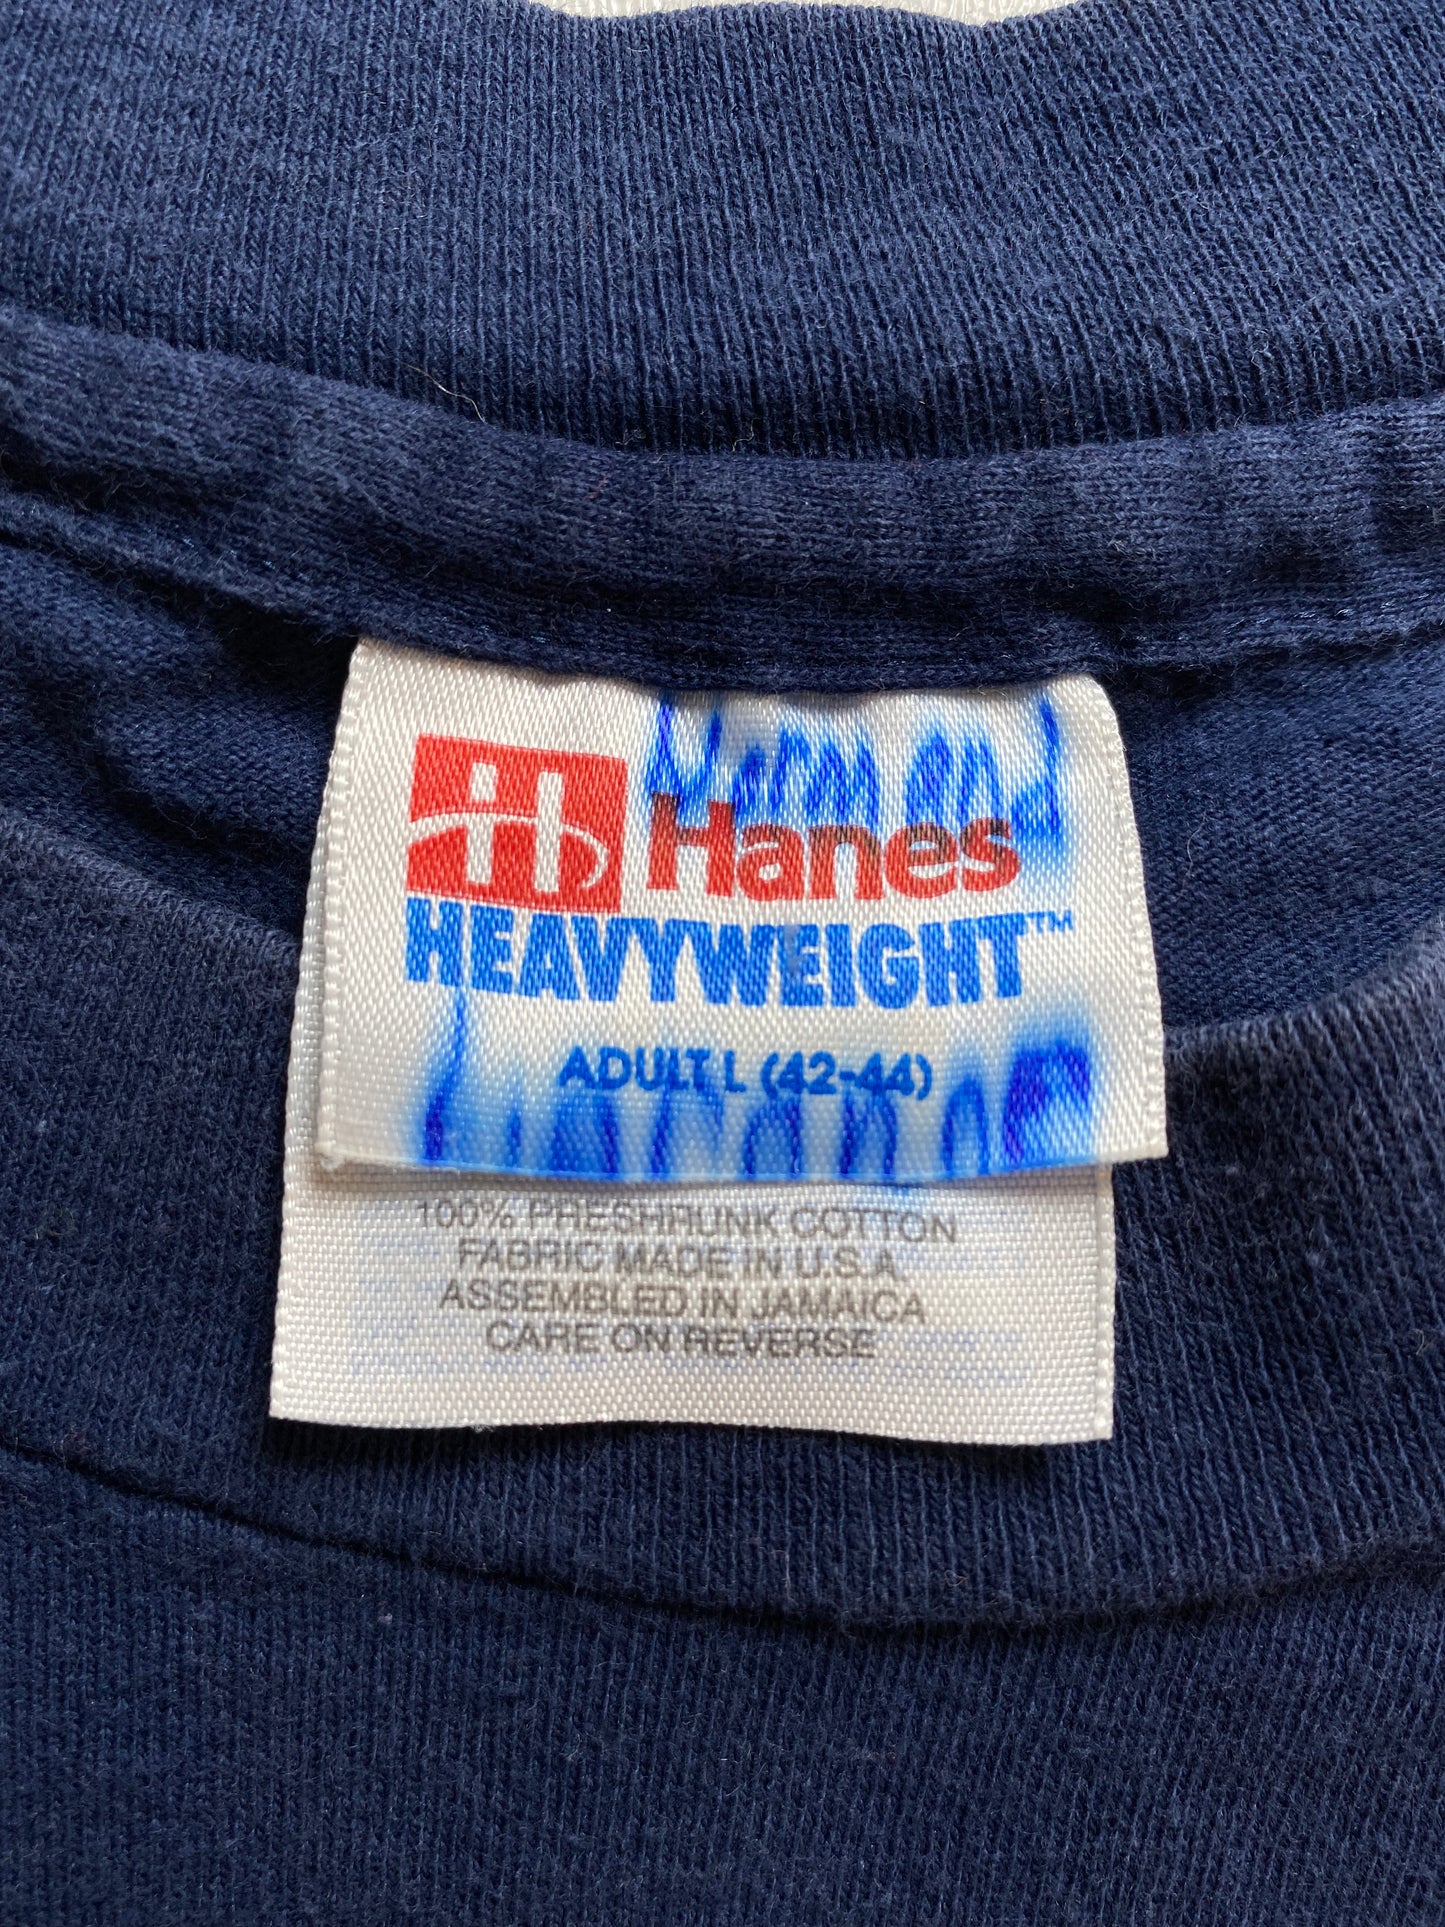 Hanes
HEAVYWEIGHT™
ADULT L (42-44)
100% PRESHRUNK COTTON
FABRIC MADE IN U.S.A.
ASSEMBLED IN JAMAICA
CARE ON REVERSE